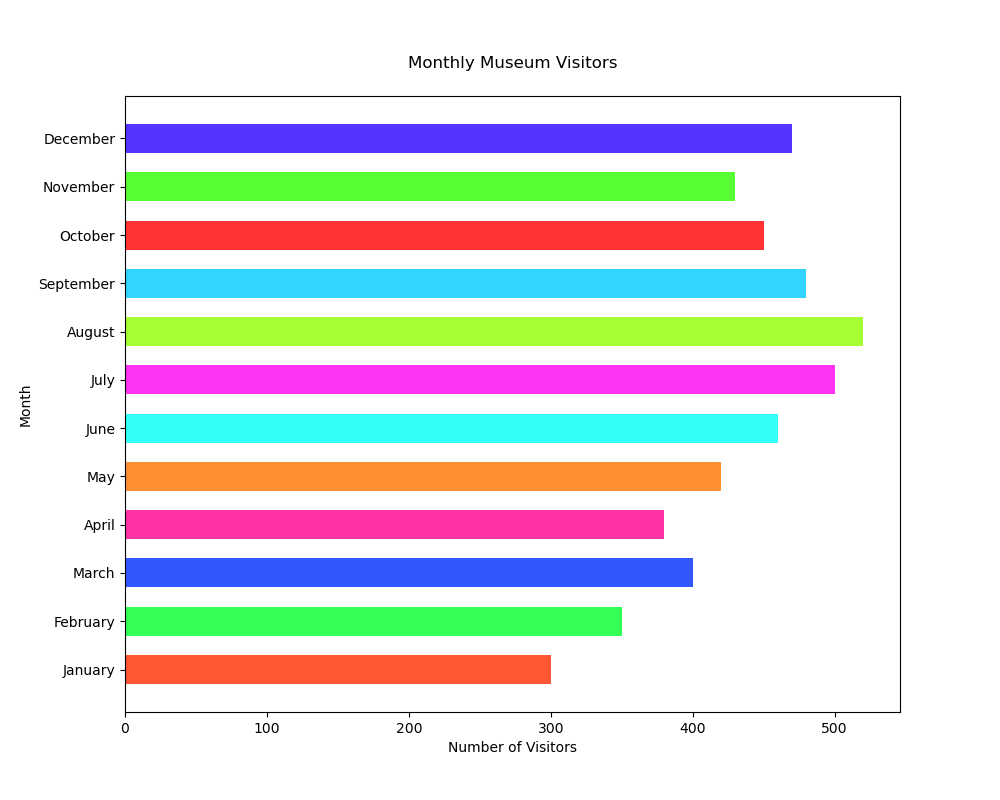 Monthly Museum Visitors
December
November
October
September
August
July
June
May
April
March
February
January
Month
0 100 200 300 400 500
Number of Visitors